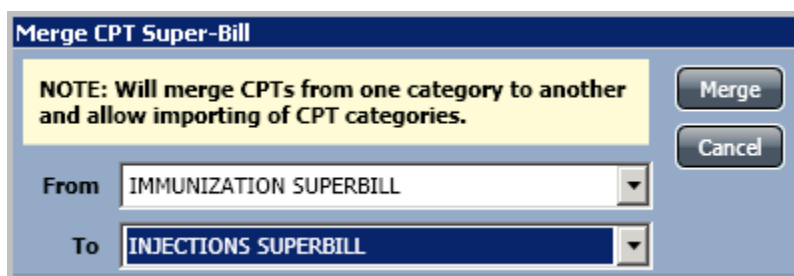 Merge CPT Super-Bill
NOTE: Will merge CPTs from one category to another
and allow importing of CPT categories.
Merge
Cancel
From IMMUNIZATION SUPERBILL
To INJECTIONS SUPERBILL